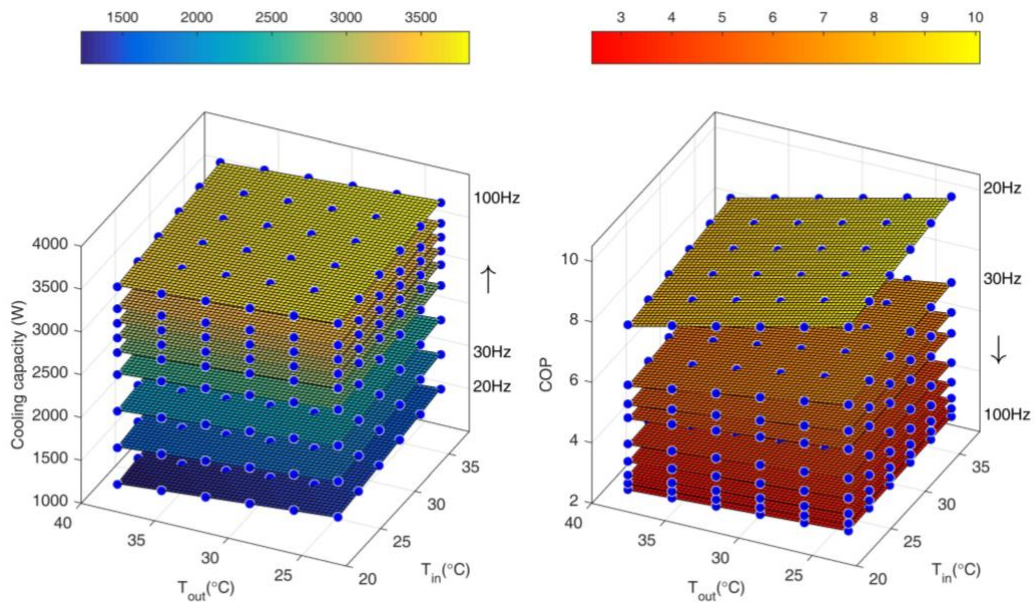 1500 2000 2500 3000 3500
3 4 5 6 7 8 9 10
100Hz
↑
30Hz
20Hz
4000
3500
3000
2500
2000
1500
1000
Cooling capacity (W)
40
35
30
25
20
T_out(°C)
25
30
35
T_in(°C)
20Hz
30Hz
↓
100Hz
10
8
6
4
2
COP
40
35
30
25
20
T_out(°C)
25
30
35
T_in(°C)